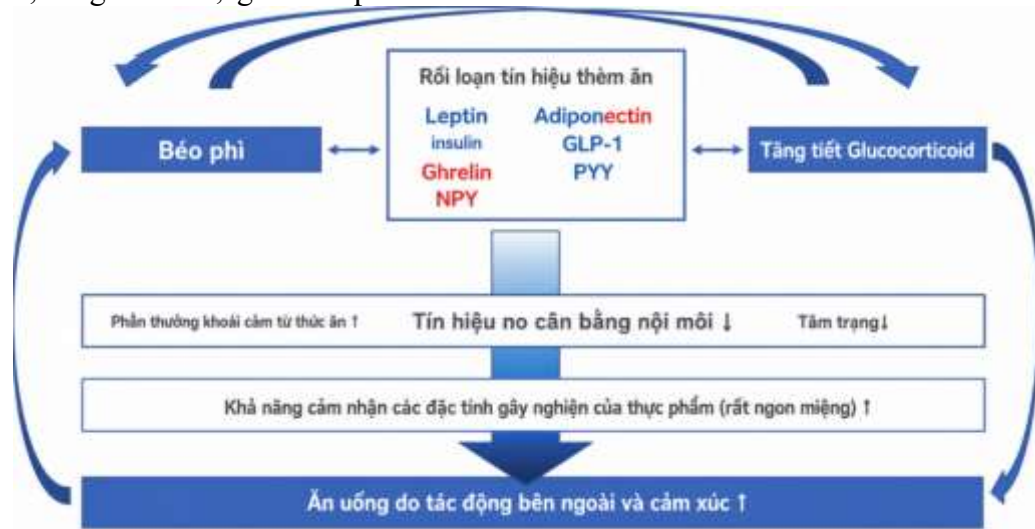 Rối loạn tín hiệu thèm ăn
Leptin
Adiponectin
insulin
GLP-1
Ghrelin
PYY
NPY
Béo phì
Tăng tiết Glucocorticoid
Phần thưởng khoái cảm từ thức ăn ↑
Tín hiệu no cân bằng nội môi ↓
Tâm trạng↓
Khả năng cảm nhận các đặc tính gây nghiện của thực phẩm (rất ngon miệng) ↑
Ăn uống do tác động bên ngoài và cảm xúc ↑